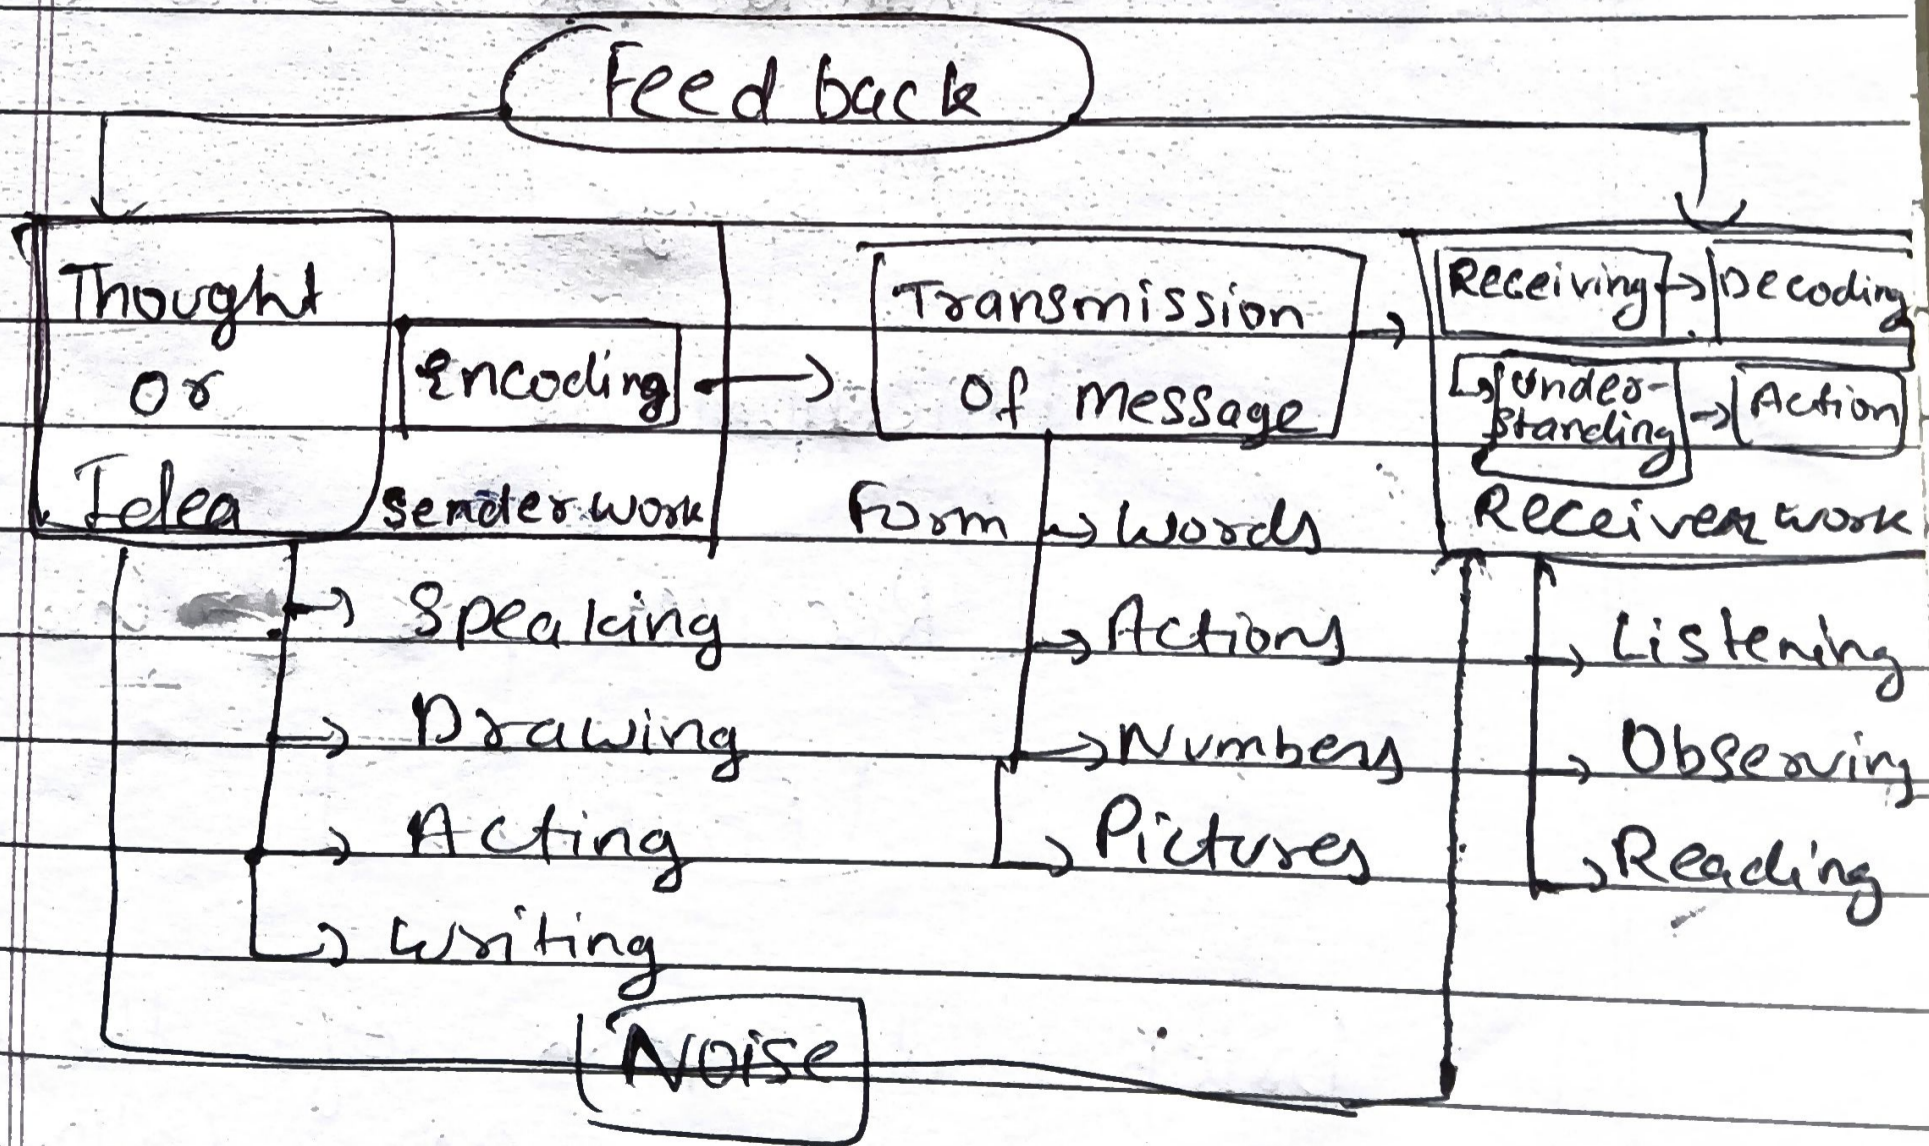 Feed back
Thought
or
Idea
Encoding
Sender work
Transmission
of message
Receiving
Decoding
Under-
standing
Action
Receiver work
Form
Words
Actions
Numbers
Pictures
Speaking
Drawing
Acting
Writing
Listening
Observing
Reading
Noise